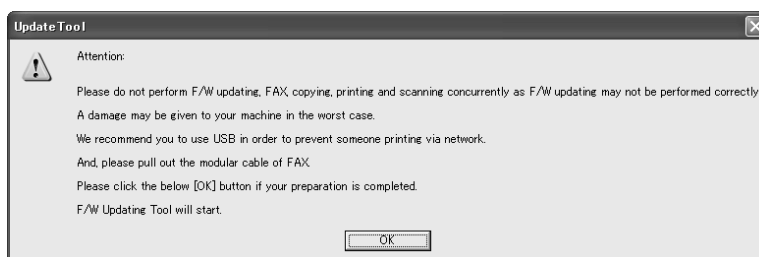 Update Tool
Attention:
Please do not perform F/W updating, FAX, copying, printing and scanning concurrently as F/W updating may not be performed correctly
A damage may be given to your machine in the worst case.
We recommend you to use USB in order to prevent someone printing via network.
And, please pull out the modular cable of FAX.
Please click the below [OK] button if your preparation is completed.
F/W Updating Tool will start.
OK